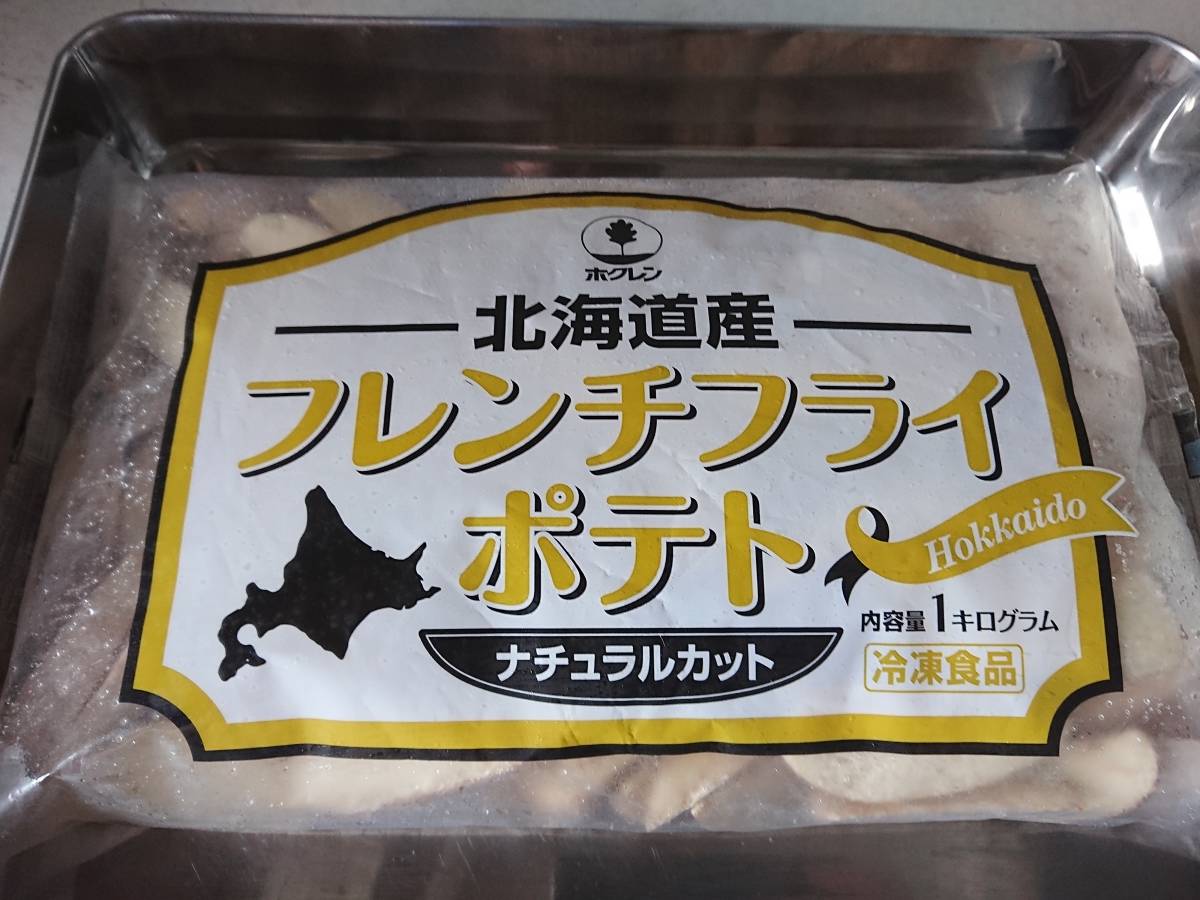 ホクレン
北海道産
フレンチフライ
ポテト
Hokkaido
ナチュラルカット
内容量1キログラム
冷凍食品